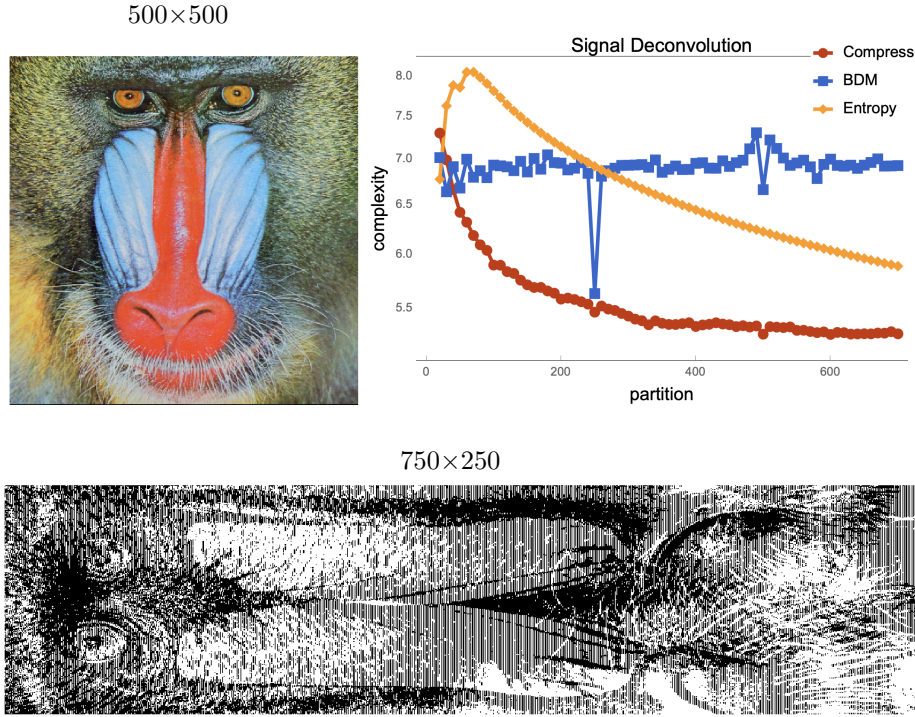 500×500
Signal Deconvolution
Compress
BDM
Entropy
complexity
8.0
7.5
7.0
6.5
6.0
5.5
0 200 400 600
partition
750×250